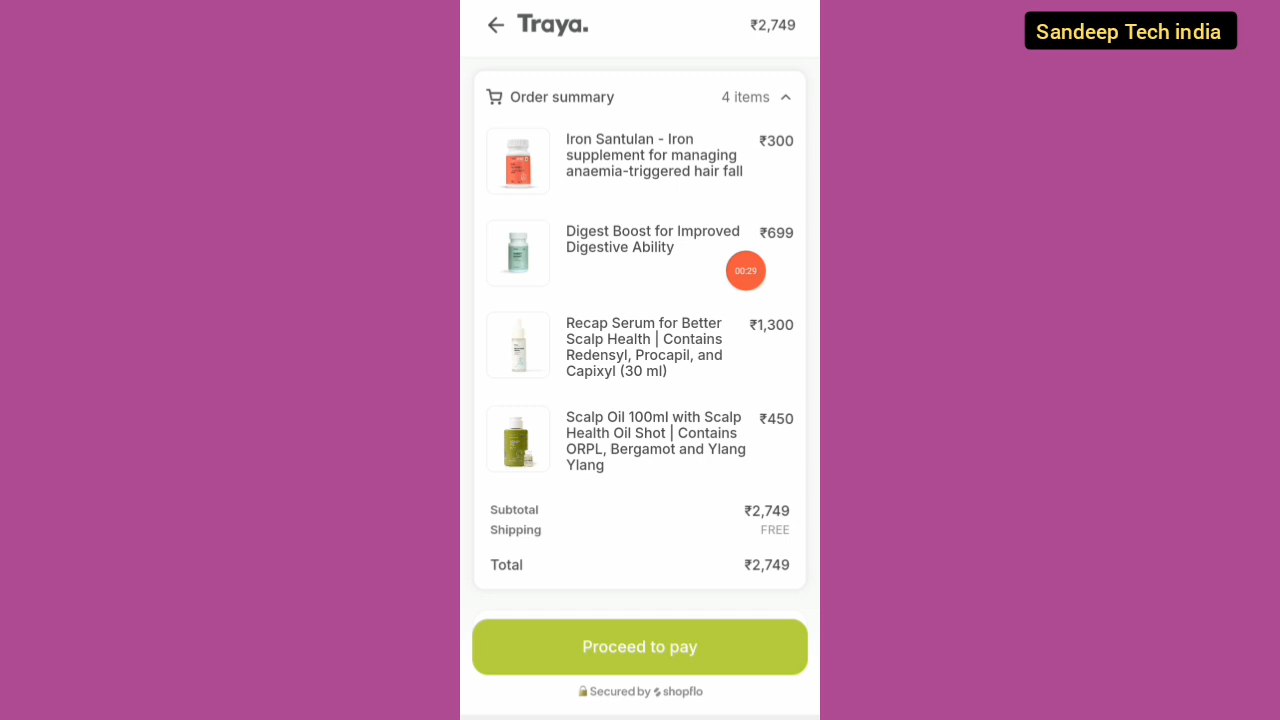 Traya.
₹2,749
Sandeep Tech india
Order summary
4 items
Iron Santulan - Iron
supplement for managing
anaemia-triggered hair fall
₹300
Digest Boost for Improved
Digestive Ability
₹699
00:29
Recap Serum for Better
Scalp Health | Contains
Redensyl, Procapil, and
Capixyl (30 ml)
₹1,300
Scalp Oil 100ml with Scalp
Health Oil Shot | Contains
ORPL, Bergamot and Ylang
Ylang
₹450
Subtotal
₹2,749
Shipping
FREE
Total
₹2,749
Proceed to pay
Secured by shopflo